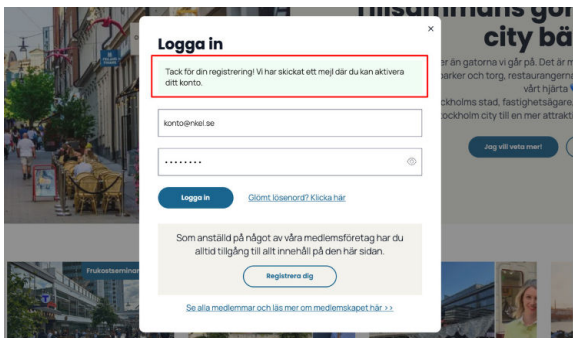 Tillsammans gör
city bä
Logga in
×
Tack för din registrering! Vi har skickat ett mejl där du kan aktivera
ditt konto.
er än gatorna vi går på. Det är m
parker och torg, restaurangerna
vårt hjärta
ckholms stad, fastighetsägare,
tockholm city till en mer attrakti
konto@nkel.se
Jag vill veta mer!
Logga in
Glömt lösenord? Klicka här
Som anställd på något av våra medlemsföretag har du
alltid tillgång till allt innehåll på den här sidan.
Registrera dig
Frukostseminar
Se alla medlemmar och läs mer om medlemskapet här >>